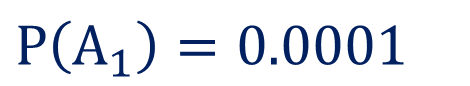 P(A₁) = 0.0001